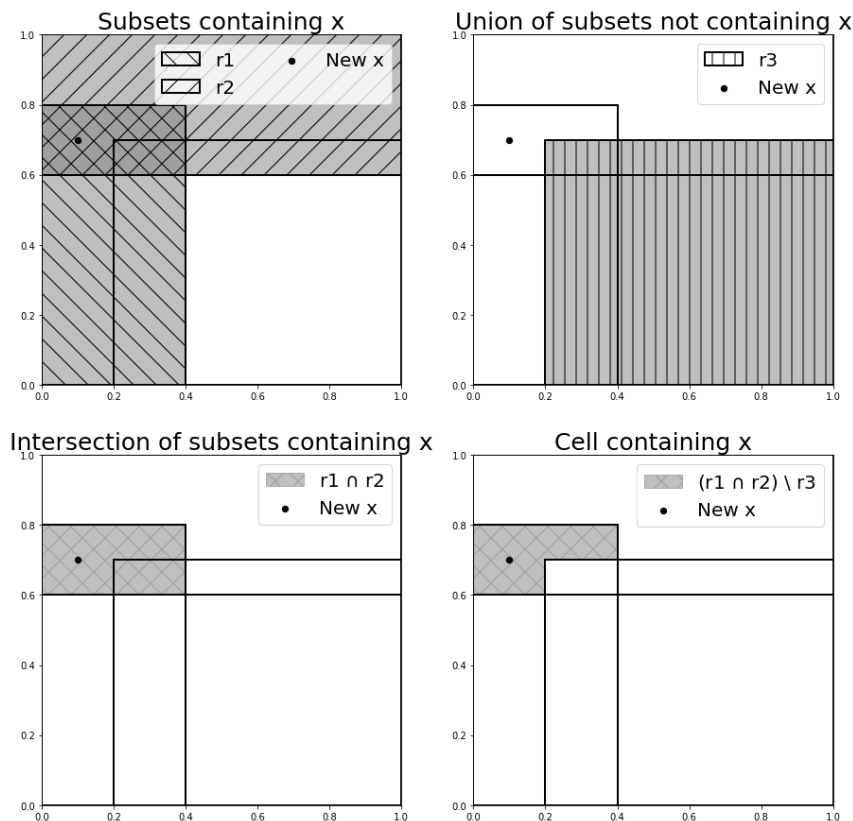 Subsets containing x
r1
r2
New x
1.0
0.8
0.6
0.4
0.2
0.0
0.0 0.2 0.4 0.6 0.8 1.0
Union of subsets not containing x
r3
New x
1.0
0.8
0.6
0.4
0.2
0.0
0.0 0.2 0.4 0.6 0.8 1.0
Intersection of subsets containing x
r1 ∩ r2
New x
1.0
0.8
0.6
0.4
0.2
0.0
0.0 0.2 0.4 0.6 0.8 1.0
Cell containing x
(r1 ∩ r2) \ r3
New x
1.0
0.8
0.6
0.4
0.2
0.0
0.0 0.2 0.4 0.6 0.8 1.0